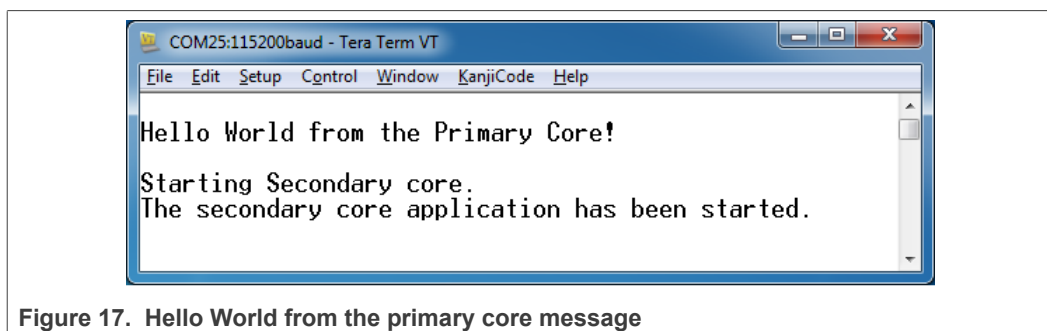 COM25:115200baud - Tera Term VT
File Edit Setup Control Window KanjiCode Help
Hello World from the Primary Core!
Starting Secondary core.
The secondary core application has been started.
Figure 17. Hello World from the primary core message